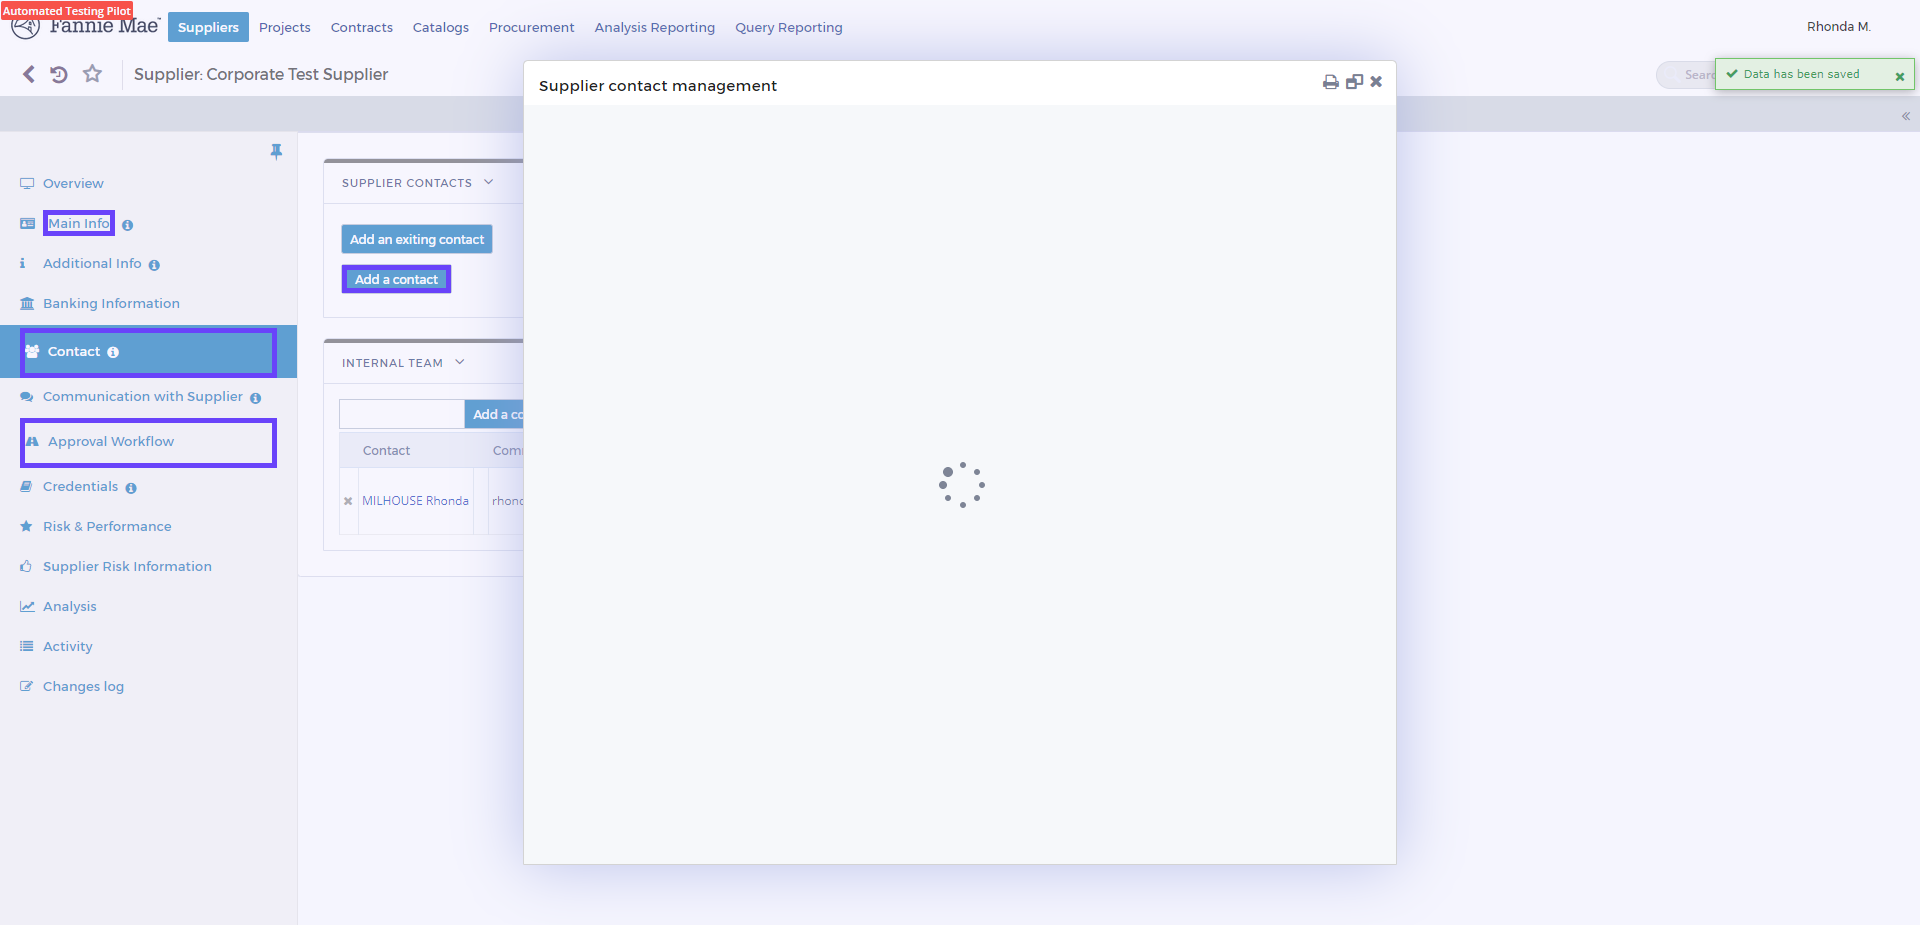 Automated Testing Pilot
Fannie Mae
Suppliers
Projects
Contracts
Catalogs
Procurement
Analysis Reporting
Query Reporting
Rhonda M.
Supplier: Corporate Test Supplier
Data has been saved
Supplier contact management
Overview
Main Info
Additional Info
Banking Information
Contact
Communication with Supplier
Approval Workflow
Credentials
Risk & Performance
Supplier Risk Information
Analysis
Activity
Changes log
SUPPLIER CONTACTS
Add an exiting contact
Add a contact
INTERNAL TEAM
Add a co
Contact
MILHOUSE Rhonda